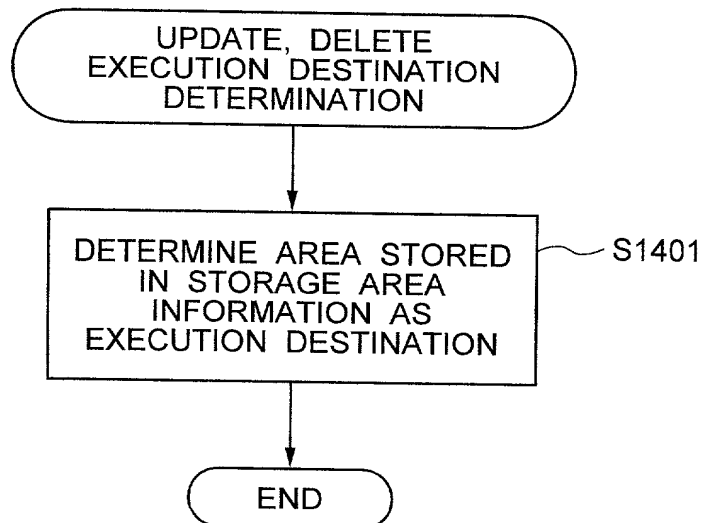 UPDATE, DELETE
EXECUTION DESTINATION
DETERMINATION
DETERMINE AREA STORED
IN STORAGE AREA
INFORMATION AS
EXECUTION DESTINATION
S1401
END